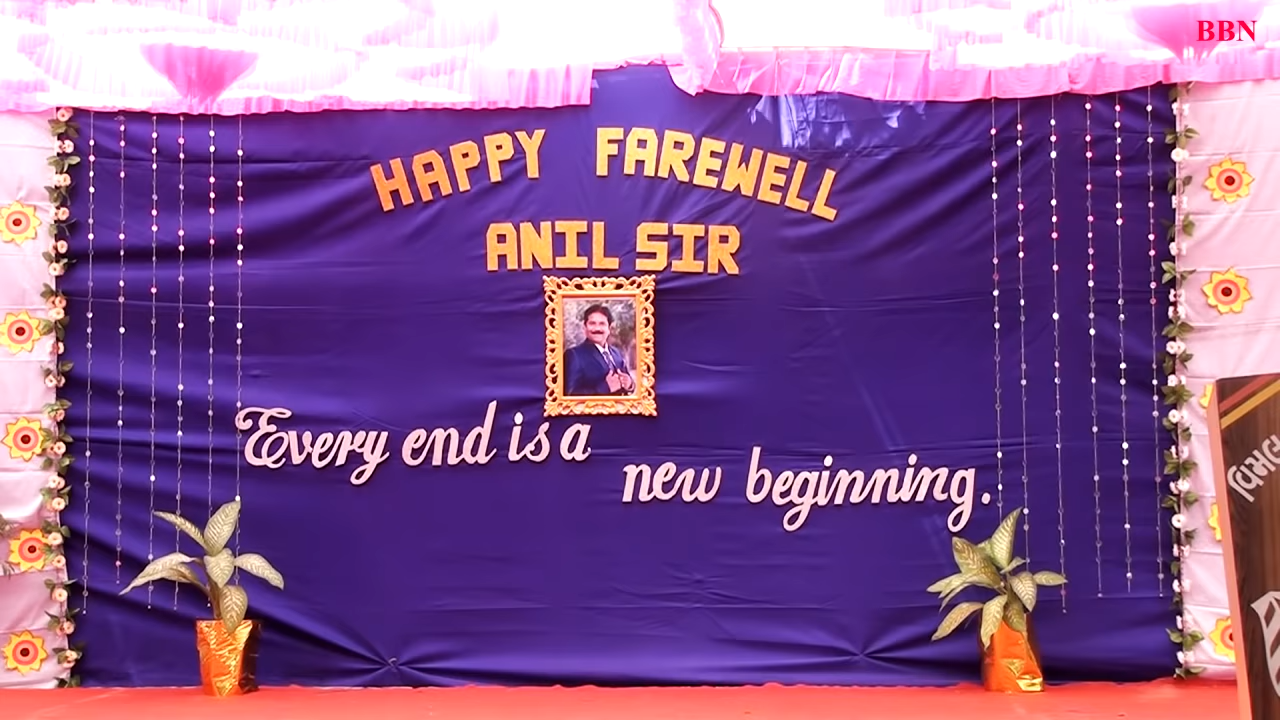 BBN
HAPPY FAREWELL
ANIL SIR
Every end is a
new beginning.